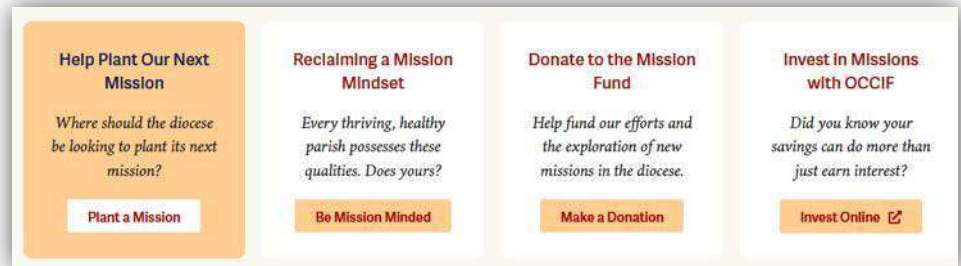 Help Plant Our Next
Mission
Where should the diocese
be looking to plant its next
mission?
Plant a Mission
Reclaiming a Mission
Mindset
Every thriving, healthy
parish possesses these
qualities. Does yours?
Be Mission Minded
Donate to the Mission
Fund
Help fund our efforts and
the exploration of new
missions in the diocese.
Make a Donation
Invest in Missions
with OCCIF
Did you know your
savings can do more than
just earn interest?
Invest Online